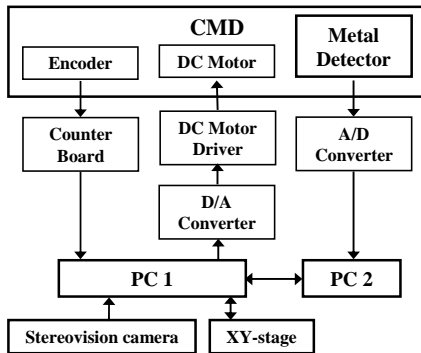 CMD
Encoder
DC Motor
Metal
Detector
Counter
Board
DC Motor
Driver
A/D
Converter
D/A
Converter
PC 1
PC 2
Stereovision camera
XY-stage